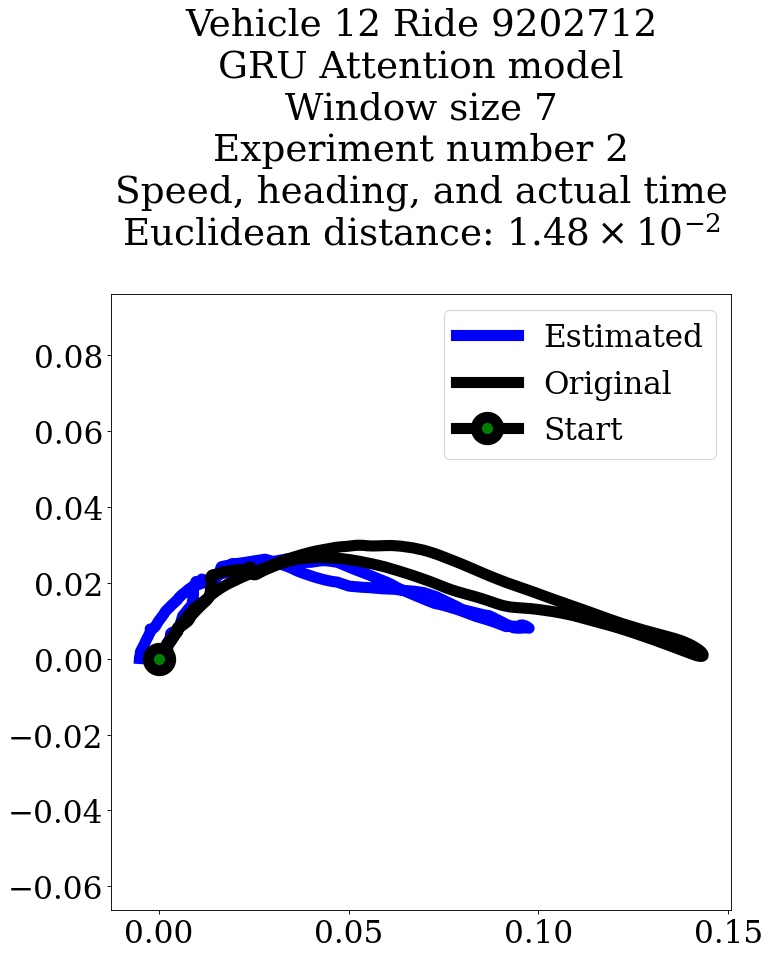 Vehicle 12 Ride 9202712
GRU Attention model
Window size 7
Experiment number 2
Speed, heading, and actual time
Euclidean distance: 1.48 × 10⁻²
Estimated
Original
Start
0.08
0.06
0.04
0.02
0.00
−0.02
−0.04
−0.06
0.00 0.05 0.10 0.15